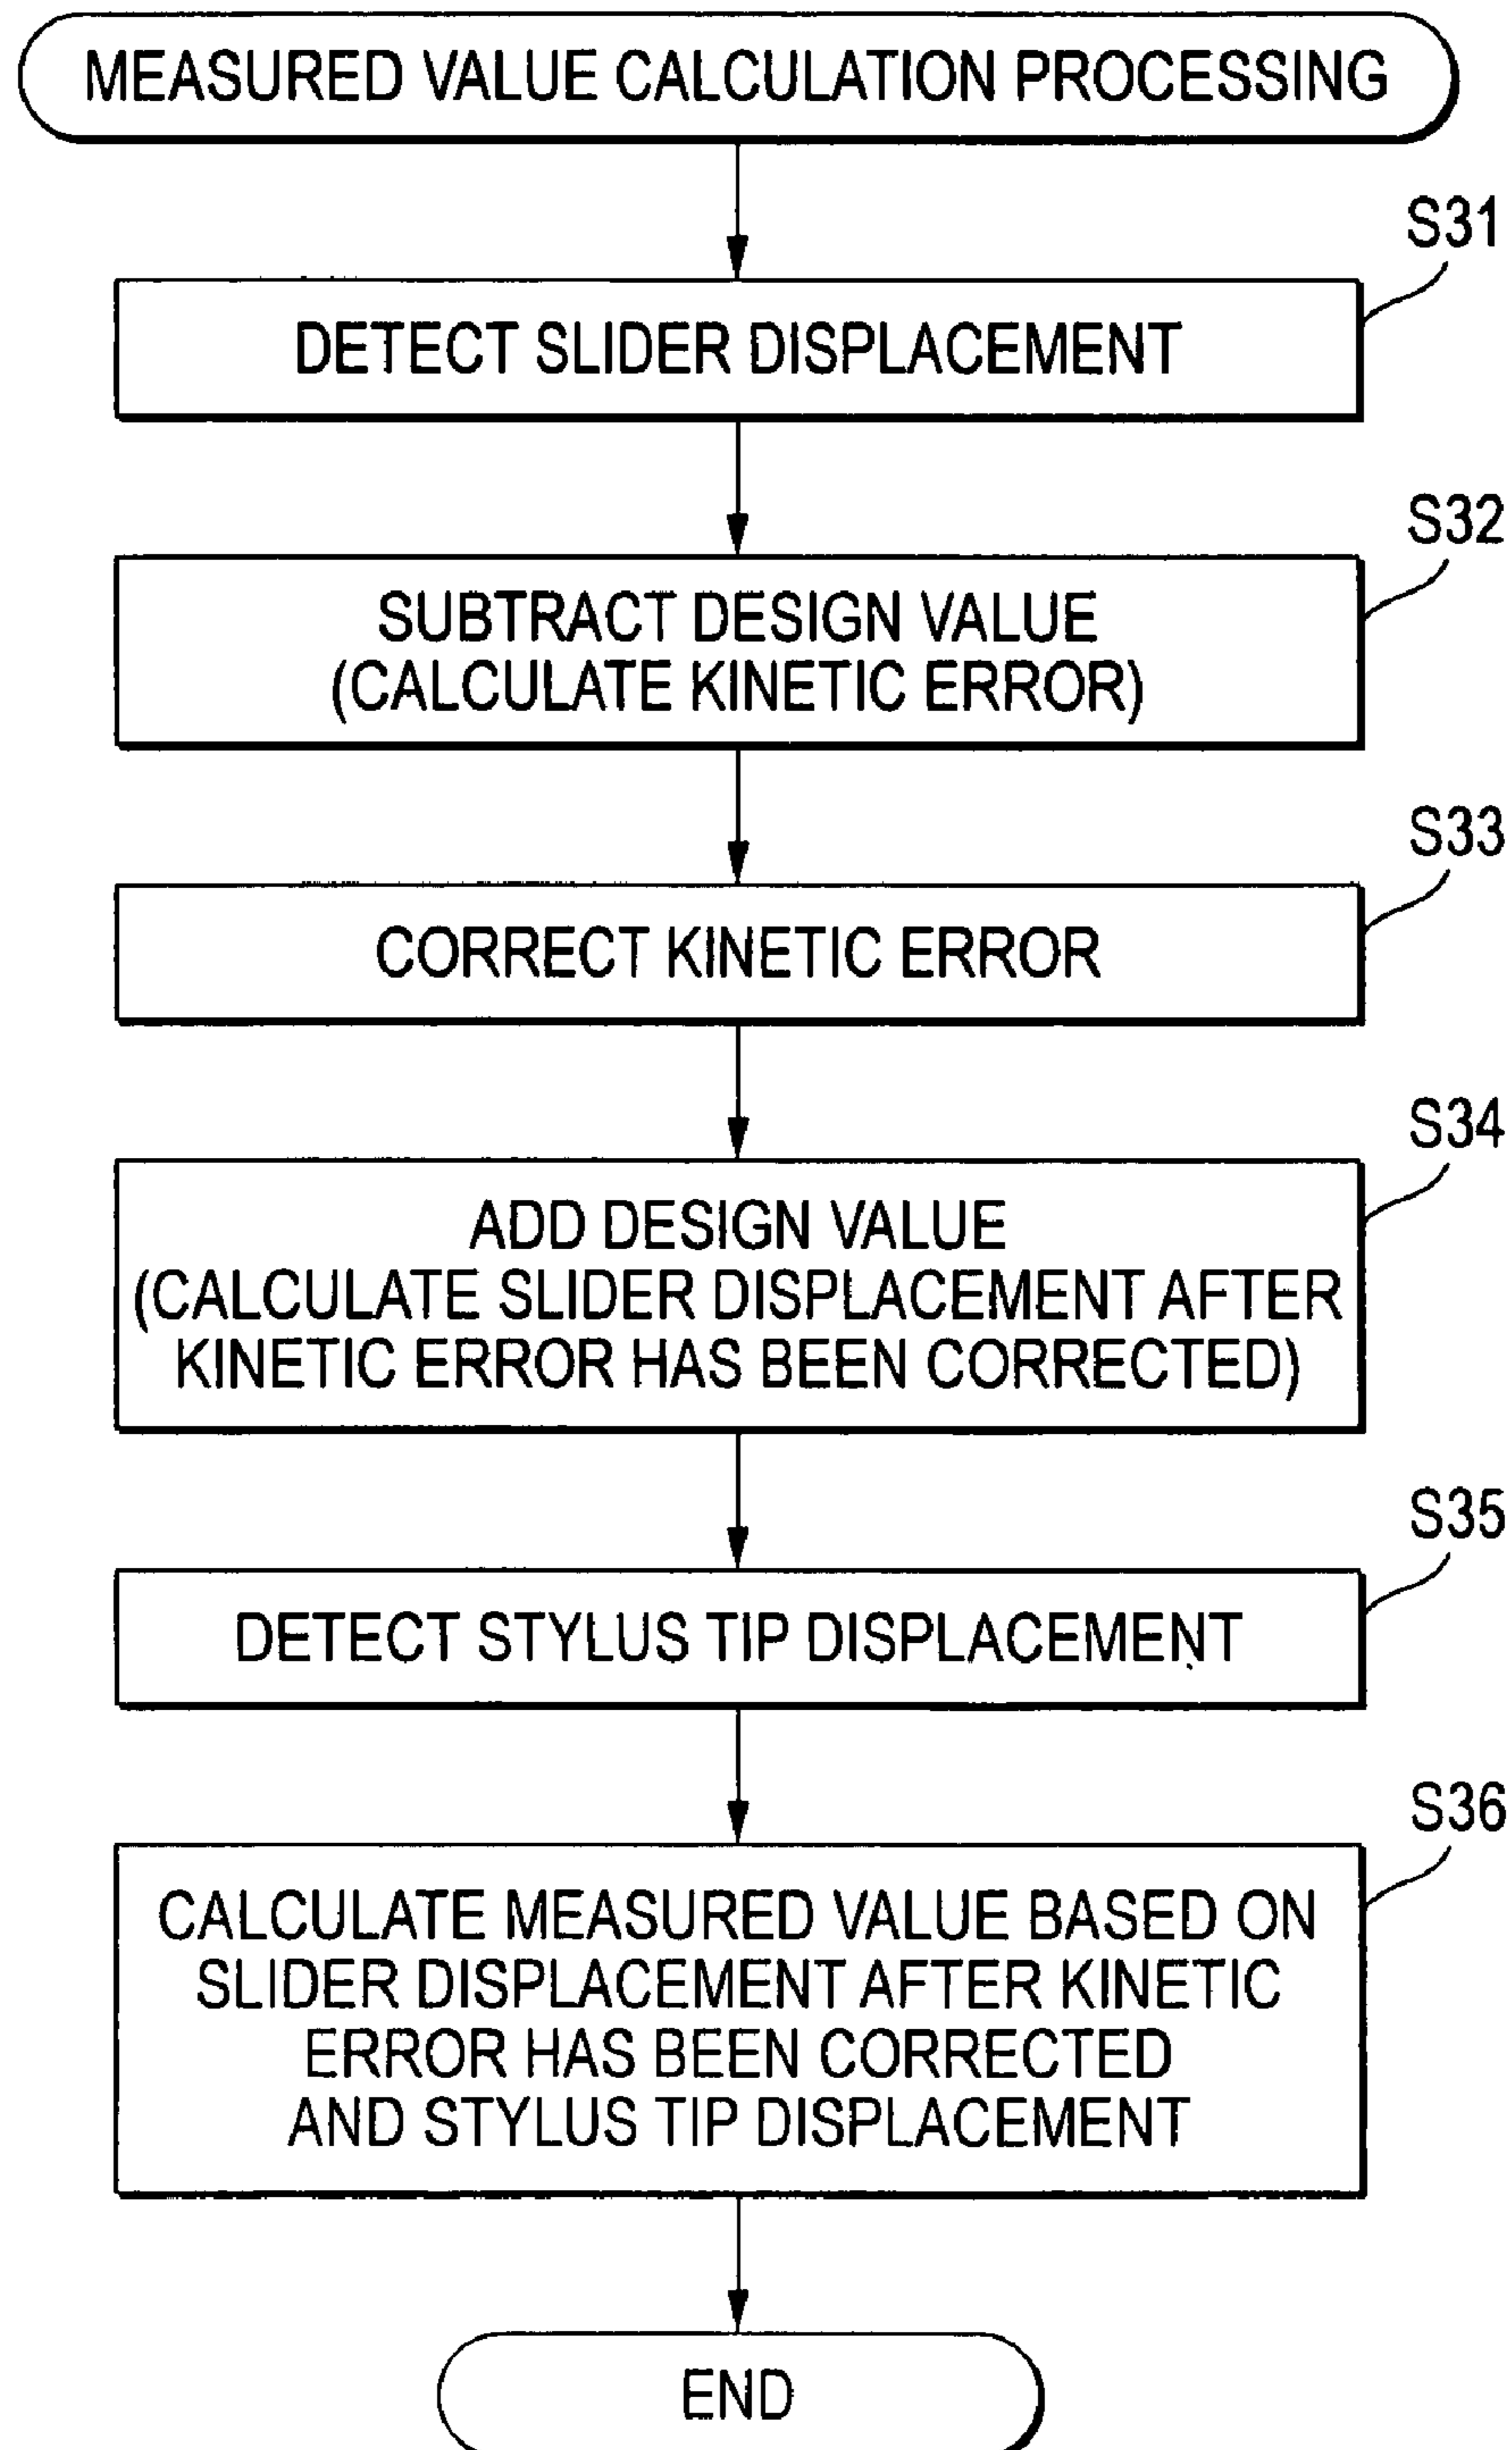 MEASURED VALUE CALCULATION PROCESSING
S31
DETECT SLIDER DISPLACEMENT
S32
SUBTRACT DESIGN VALUE
(CALCULATE KINETIC ERROR)
S33
CORRECT KINETIC ERROR
S34
ADD DESIGN VALUE
(CALCULATE SLIDER DISPLACEMENT AFTER
KINETIC ERROR HAS BEEN CORRECTED)
S35
DETECT STYLUS TIP DISPLACEMENT
S36
CALCULATE MEASURED VALUE BASED ON
SLIDER DISPLACEMENT AFTER KINETIC
ERROR HAS BEEN CORRECTED
AND STYLUS TIP DISPLACEMENT
END